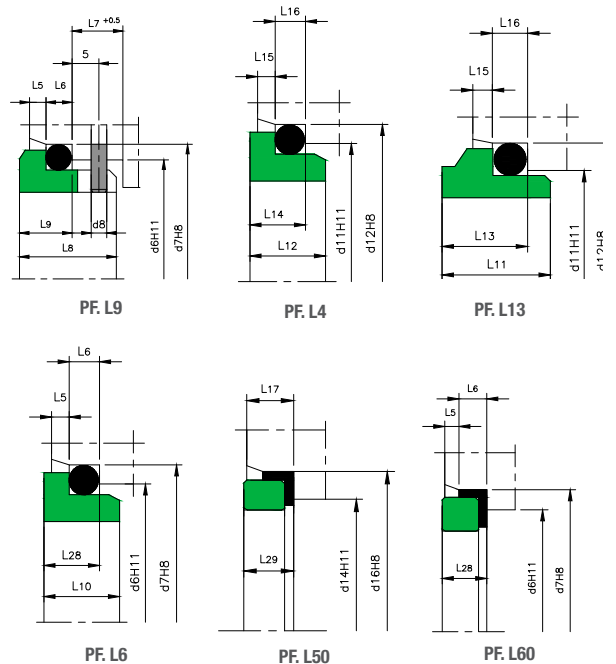 L7 +0.5
5
L5
L6
L9
d8
L8
d6H11
d7H8
PF. L9
L16
L15
L14
L12
d11H11
d12H8
PF. L4
L16
L15
L13
L11
d11H11
d12H8
PF. L13
L6
L5
L28
L10
d6H11
d7H8
PF. L6
L17
L29
d14H11
d16H8
PF. L50
L6
L5
L28
d6H11
d7H8
PF. L60